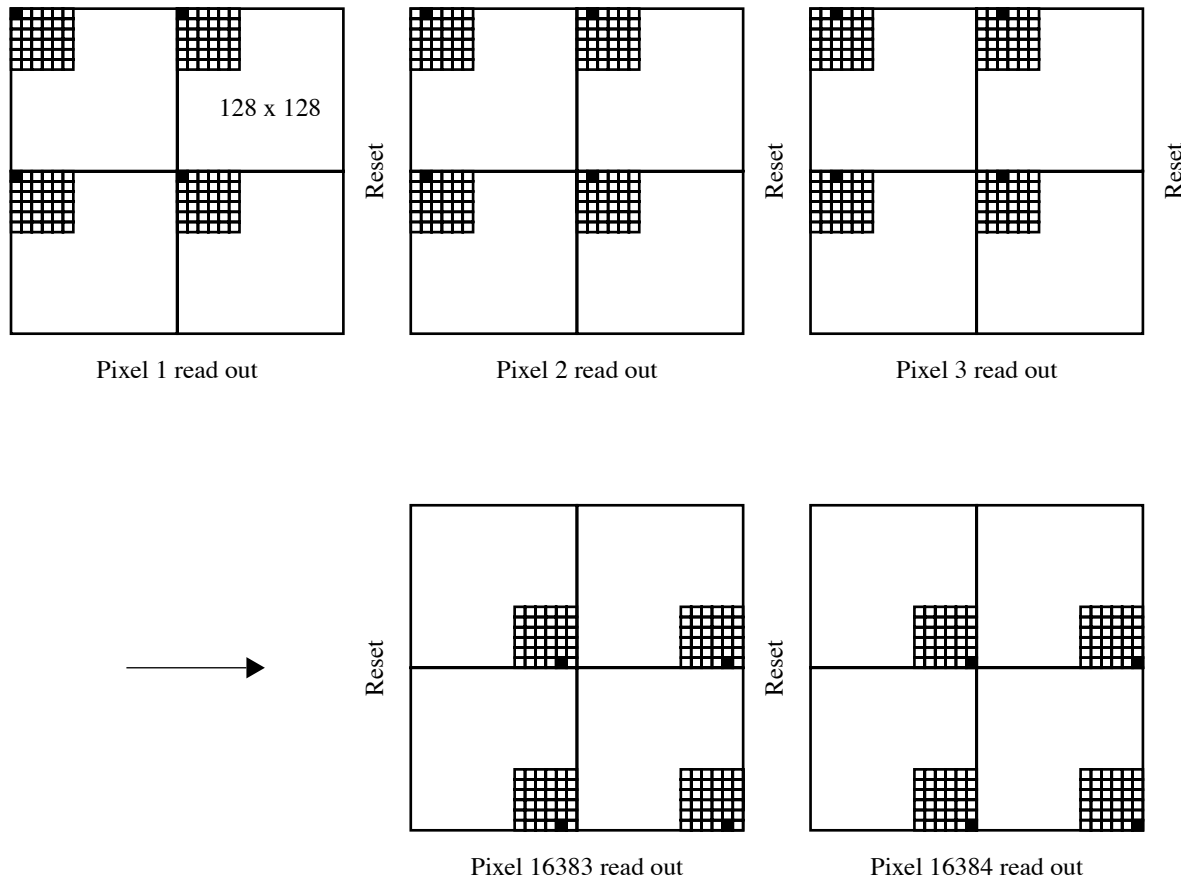 128 x 128
Reset
Reset
Reset
Pixel 1 read out
Pixel 2 read out
Pixel 3 read out
Reset
Reset
Pixel 16383 read out
Pixel 16384 read out